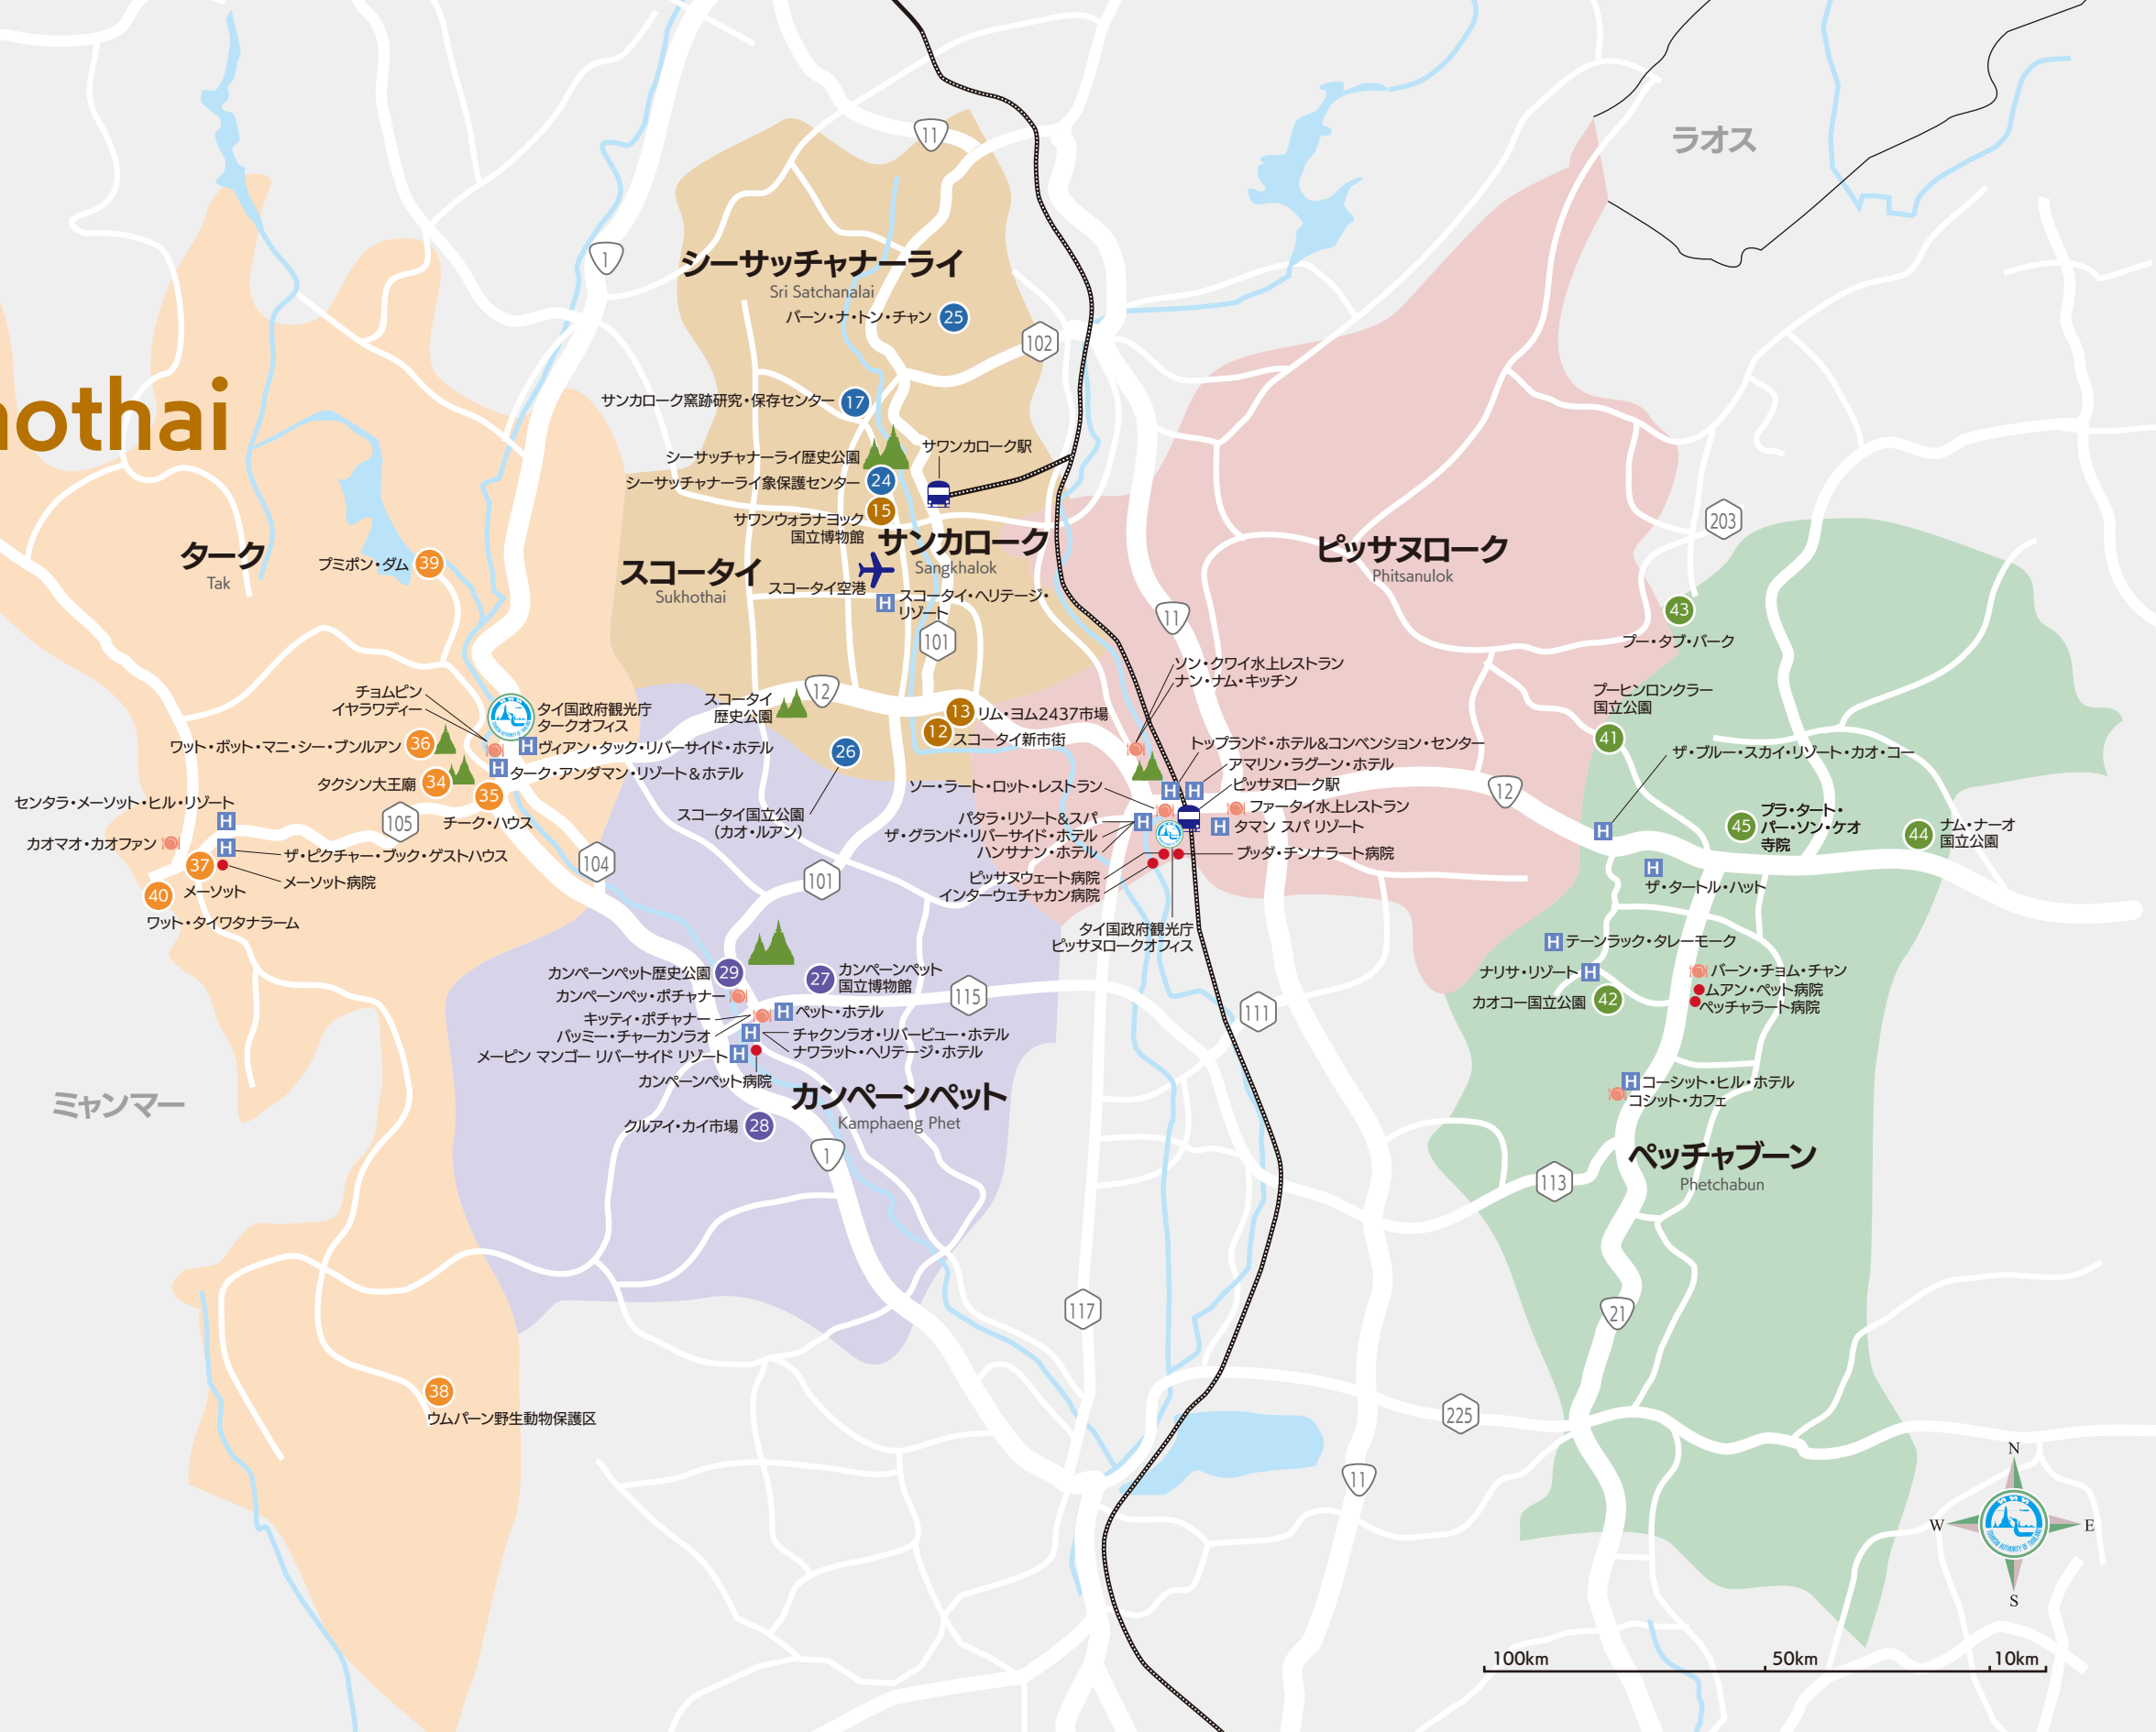 11
ラオス
1
シーサッチャナーライ
Sri Satchanalai
バーン・ナ・トン・チャン
25
102
hothai
サンカローク窯跡研究・保存センター
17
サワンカローク駅
シーサッチャナーライ歴史公園
シーサッチャナーライ象保護センター
24
15
サワンウォラナヨック
国立博物館
サンカローク
Sangkhalok
203
ターク
Tak
プミポン・ダム
39
スコータイ
Sukhothai
スコータイ空港
H
スコータイ・ヘリテージ・
リゾート
101
ピッサヌローク
Phitsanulok
11
43
プー・タブ・バーク
ソン・クワイ水上レストラン
ナン・ナム・キッチン
チョムピン
イヤラワディー
タイ国政府観光庁
タークオフィス
スコータイ
歴史公園
12
13
リム・ヨム2437市場
12
スコータイ新市街
プーヒンロンクラー
国立公園
41
ワット・ボット・マニ・シー・ブンルアン
36
H
ヴィアン・タック・リバーサイド・ホテル
タクシン大王廟
34
H
ターク・アンダマン・リゾート&ホテル
35
チーク・ハウス
26
スコータイ国立公園
(カオ・ルアン)
トップランド・ホテル&コンベンション・センター
アマリン・ラグーン・ホテル
ピッサヌローク駅
H
H
ソー・ラート・ロット・レストラン
ファータイ水上レストラン
H
タマン スパ リゾート
パタラ・リゾート&スパ
ザ・グランド・リバーサイド・ホテル
ハンサナン・ホテル
H
ブッダ・チンナラート病院
ピッサヌウェート病院
インターウェチャカン病院
タイ国政府観光庁
ピッサヌロークオフィス
12
ザ・ブルー・スカイ・リゾート・カオ・コー
H
45
プラ・タート・
パー・ソン・ケオ
寺院
44
ナム・ナーオ
国立公園
H
ザ・タートル・ハット
センタラ・メーソット・ヒル・リゾート
H
105
カオマオ・カオファン
H
ザ・ピクチャー・ブック・ゲストハウス
37
メーソット
メーソット病院
40
ワット・タイワタナラーム
104
101
H
テーンラック・タレーモーク
ナリサ・リゾート
H
カオコー国立公園
42
バーン・チョム・チャン
ムアン・ペット病院
ペッチャラート病院
カンペーンペット歴史公園
29
27
カンペーンペット
国立博物館
115
111
カンペーンペッ・ポチャナー
キッティ・ポチャナー
バッミー・チャーカンラオ
H
ペット・ホテル
H
チャクンラオ・リバービュー・ホテル
ナワラット・ヘリテージ・ホテル
メーピン マンゴー リバーサイド リゾート
H
カンペーンペット病院
カンペーンペット
Kamphaeng Phet
クルアイ・カイ市場
28
1
ミャンマー
H
コーシット・ヒル・ホテル
コシット・カフェ
ペッチャブーン
Phetchabun
113
117
21
38
ウムパーン野生動物保護区
225
11
N
W
E
S
TOURISM AUTHORITY OF THAILAND
100km
50km
10km